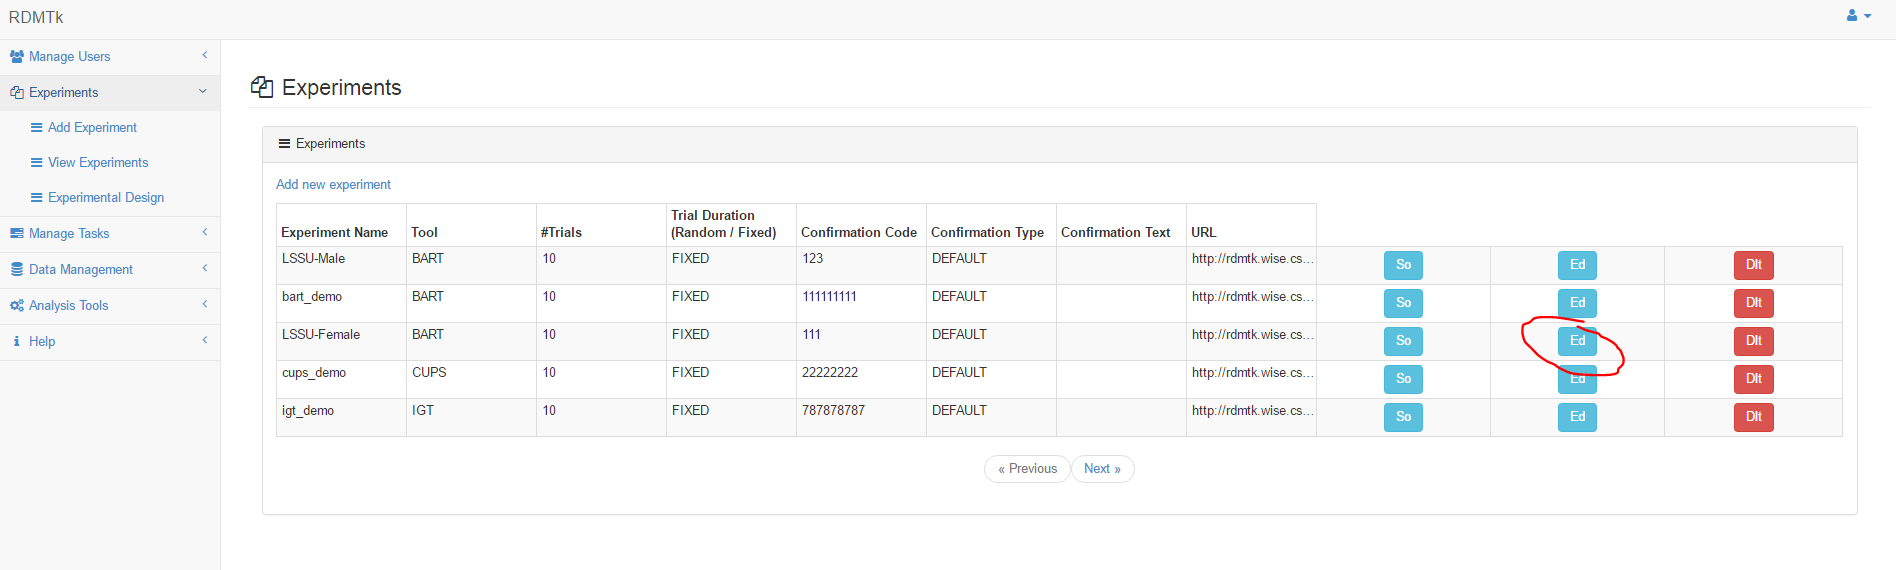 RDMTk
Manage Users
Experiments
Add Experiment
View Experiments
Experimental Design
Manage Tasks
Data Management
Analysis Tools
Help
Experiments
Experiments
Add new experiment
Experiment Name Tool #Trials Trial Duration (Random / Fixed) Confirmation Code Confirmation Type Confirmation Text URL
LSSU-Male BART 10 FIXED 123 DEFAULT http://rdmtk.wise.cs... So Ed Dlt
bart_demo BART 10 FIXED 111111111 DEFAULT http://rdmtk.wise.cs... So Ed Dlt
LSSU-Female BART 10 FIXED 111 DEFAULT http://rdmtk.wise.cs... So Ed Dlt
cups_demo CUPS 10 FIXED 22222222 DEFAULT http://rdmtk.wise.cs... So Ed Dlt
igt_demo IGT 10 FIXED 787878787 DEFAULT http://rdmtk.wise.cs... So Ed Dlt
« Previous Next »